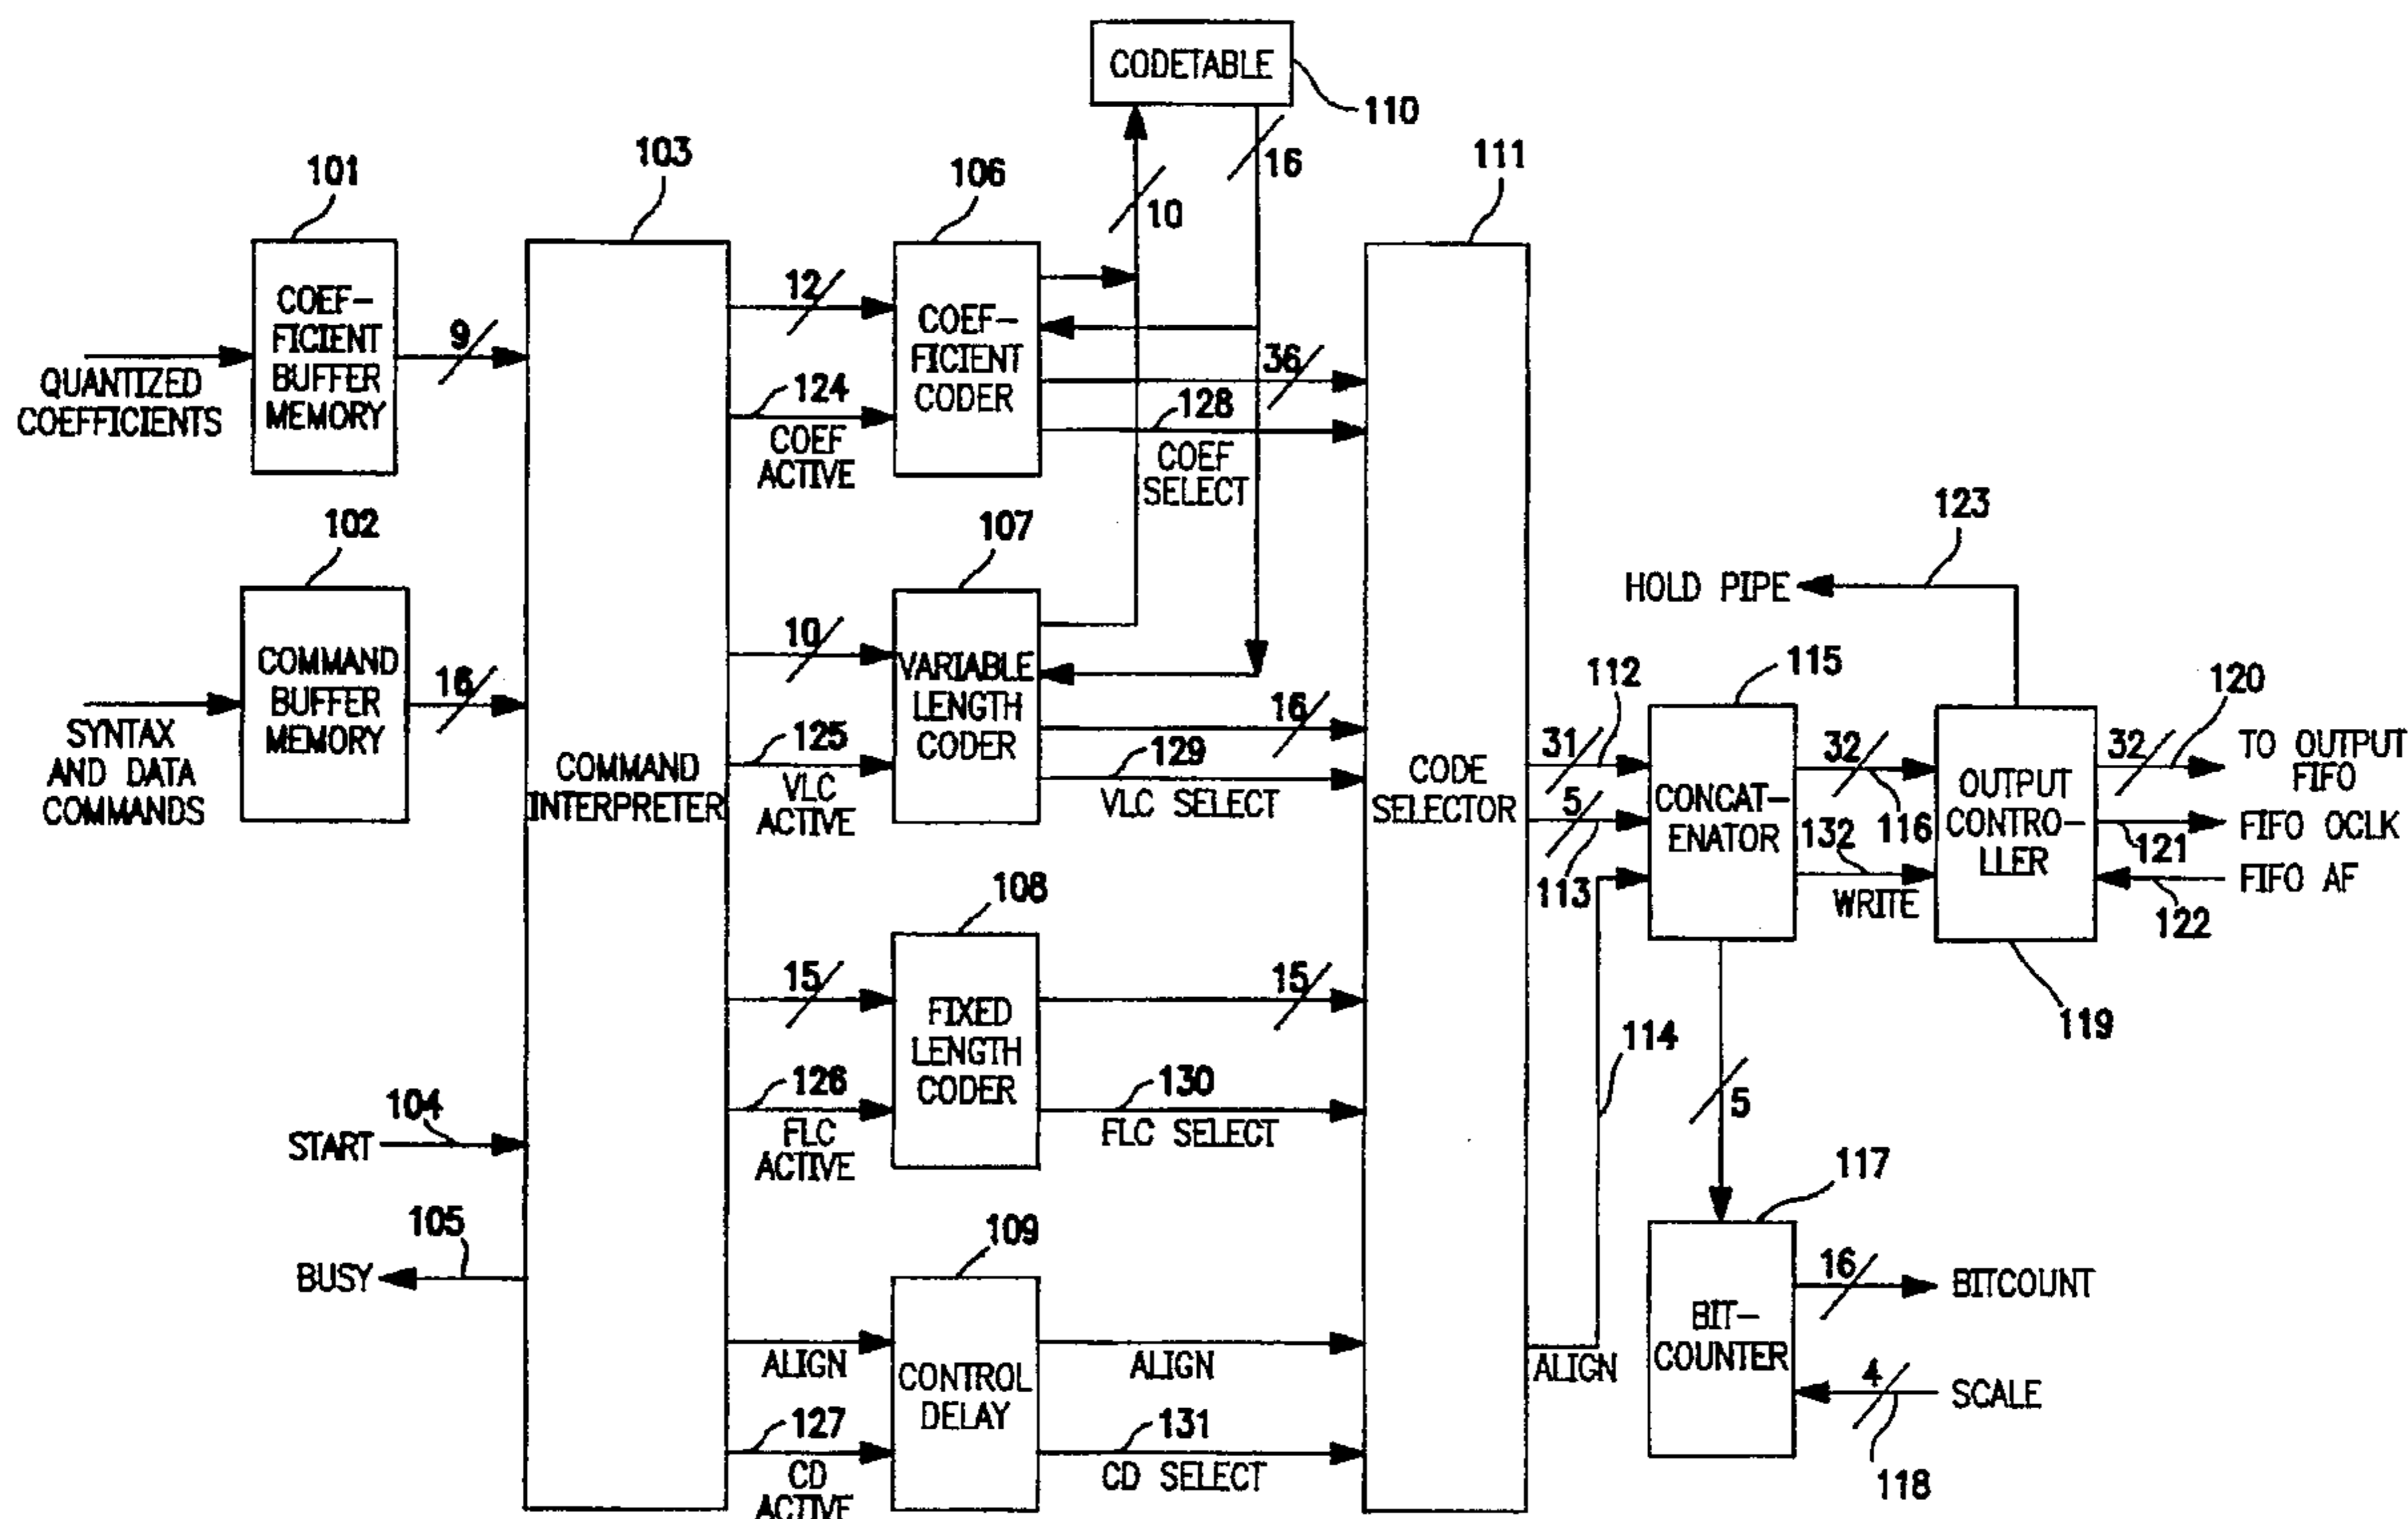 CODETABLE
110
16
10
101
103
106
111
COEF-
FICIENT
BUFFER
MEMORY
9
QUANTIZED
COEFFICIENTS
12
124
COEF
ACTIVE
COEF-
FICIENT
CODER
36
128
COEF
SELECT
102
COMMAND
BUFFER
MEMORY
16
SYNTAX
AND DATA
COMMANDS
COMMAND
INTERPRETER
107
10
125
VLC
ACTIVE
VARIABLE
LENGTH
CODER
16
129
VLC SELECT
CODE
SELECTOR
123
HOLD PIPE
112
31
5
113
115
CONCAT-
ENATOR
32
116
132
WRITE
OUTPUT
CONTRO-
LLER
119
120
32
TO OUTPUT
FIFO
FIFO OCLK
121
FIFO AF
122
108
15
126
FLC
ACTIVE
FIXED
LENGTH
CODER
15
130
FLC SELECT
114
5
104
START
105
BUSY
109
ALIGN
127
CD
ACTIVE
CONTROL
DELAY
ALIGN
131
CD SELECT
ALIGN
117
BIT-
COUNTER
16
BITCOUNT
4
SCALE
118